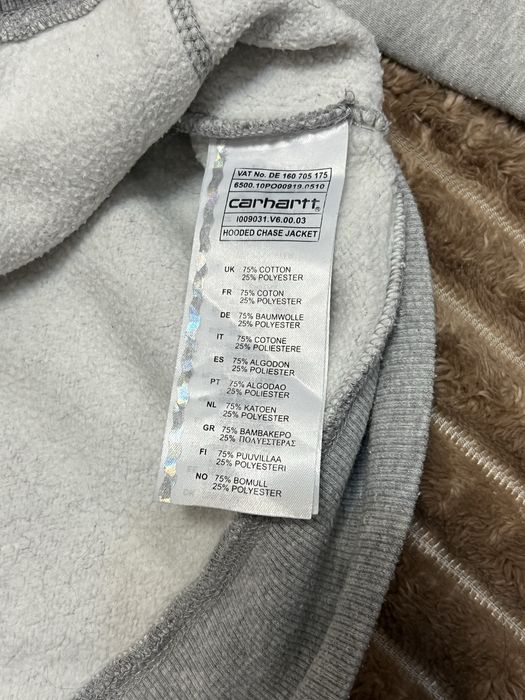 VAT No. DE 160 705 175
6500.10PO00919.0510
carhartt
I009031.V6.00.03
HOODED CHASE JACKET
UK 75% COTTON
25% POLYESTER
FR 75% COTON
25% POLYESTER
DE 75% BAUMWOLLE
25% POLYESTER
IT 75% COTONE
25% POLIESTERE
ES 75% ALGODON
25% POLIESTER
PT 75% ALGODAO
25% POLYESTER
NL 75% KATOEN
25% POLYESTER
GR 75% BAMBAKEPO
25% ΠΟΛΥΕΣΤΕΡΑΣ
FI 75% PUUVILLAA
25% POLYESTERI
NO 75% BOMULL
25% POLYESTER